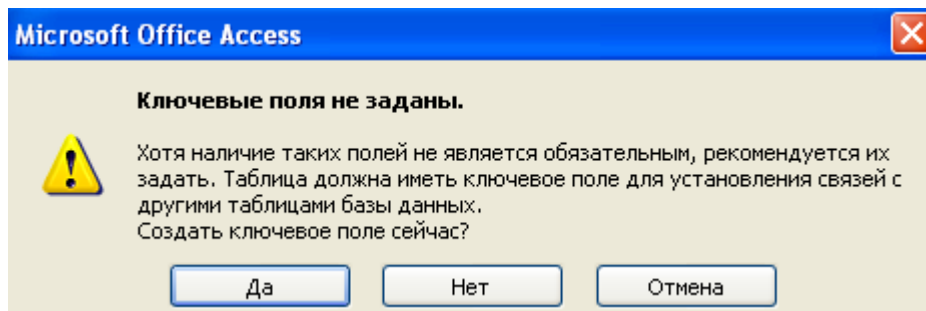 Microsoft Office Access
Ключевые поля не заданы.
Хотя наличие таких полей не является обязательным, рекомендуется их
задать. Таблица должна иметь ключевое поле для установления связей с
другими таблицами базы данных.
Создать ключевое поле сейчас?
Да Нет Отмена